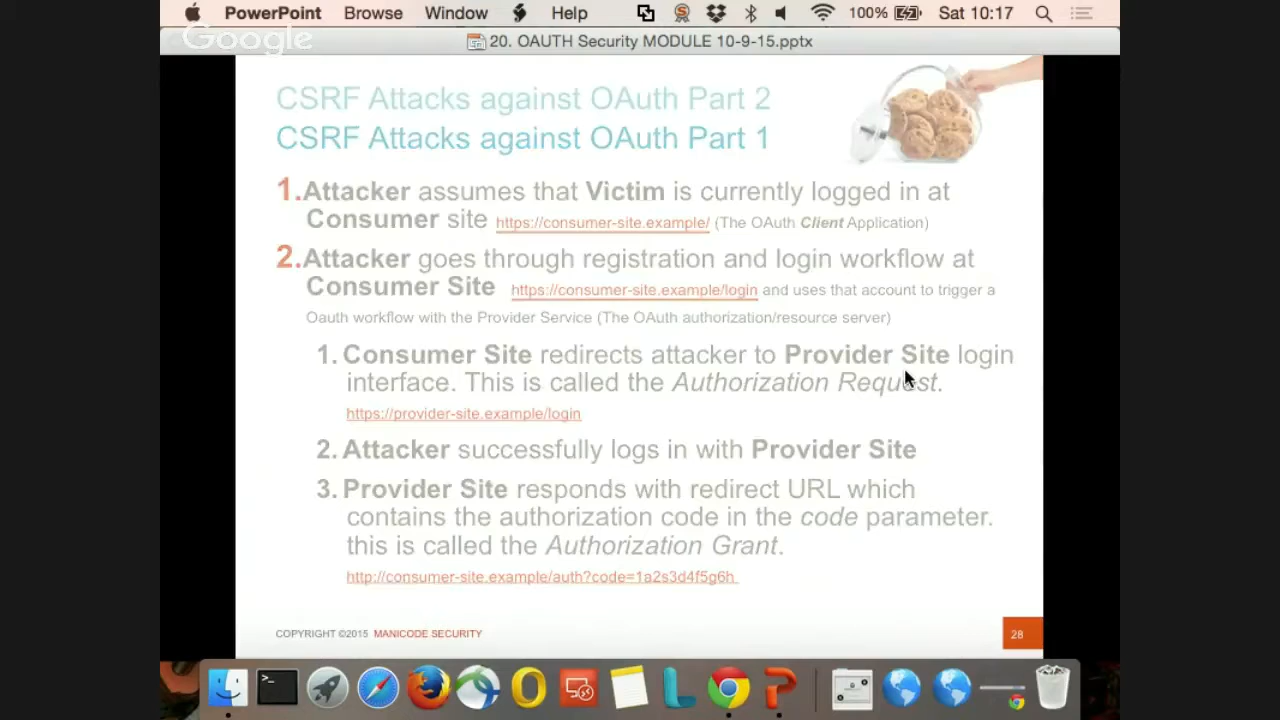 PowerPoint Browse Window Help 100% Sat 10:17
Google
20. OAUTH Security MODULE 10-9-15.pptx
CSRF Attacks against OAuth Part 2
CSRF Attacks against OAuth Part 1
1.Attacker assumes that Victim is currently logged in at
Consumer site https://consumer-site.example/ (The OAuth Client Application)
2.Attacker goes through registration and login workflow at
Consumer Site https://consumer-site.example/login and uses that account to trigger a
Oauth workflow with the Provider Service (The OAuth authorization/resource server)
1. Consumer Site redirects attacker to Provider Site login
interface. This is called the Authorization Request.
https://provider-site.example/login
2. Attacker successfully logs in with Provider Site
3. Provider Site responds with redirect URL which
contains the authorization code in the code parameter.
this is called the Authorization Grant.
http://consumer-site.example/auth?code=1a2s3d4f5g6h
COPYRIGHT ©2015 MANICODE SECURITY
28